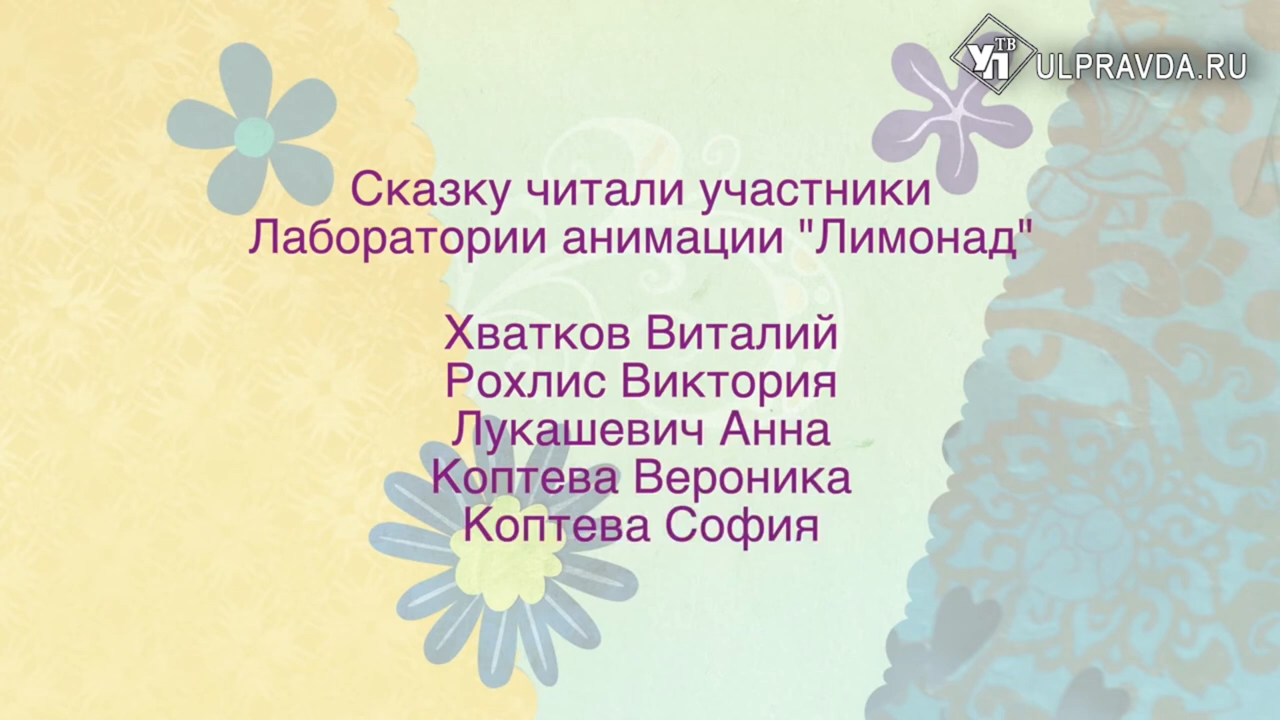 УП ТВ ULPRAVDA.RU
Сказку читали участники
Лаборатории анимации "Лимонад"
Хватков Виталий
Рохлис Виктория
Лукашевич Анна
Коптева Вероника
Коптева София